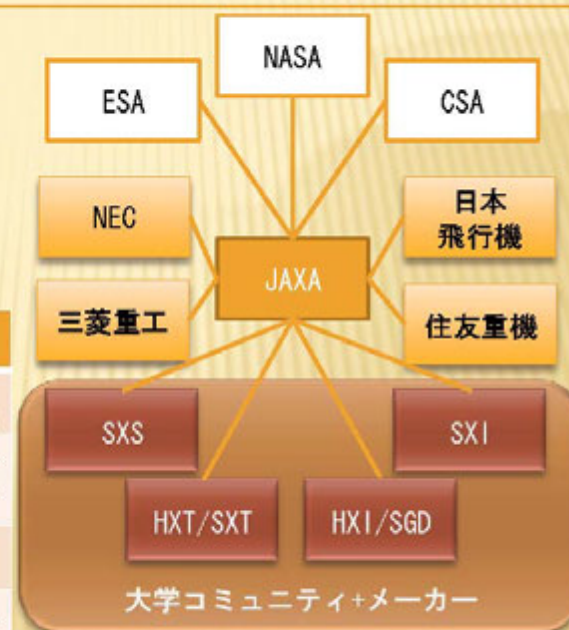 NASA
ESA
CSA
NEC
日本
飛行機
JAXA
三菱重工
住友重機
SXS
SXI
HXT/SXT
HXI/SGD
大学コミュニティ+メーカー